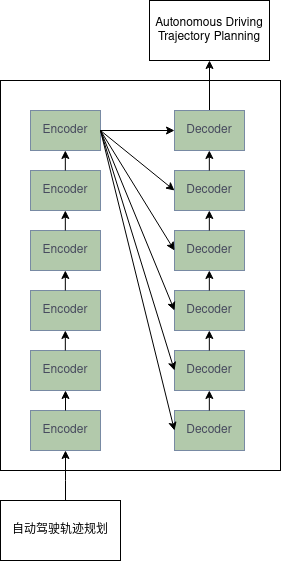 Autonomous Driving
Trajectory Planning
Encoder
Decoder
Encoder
Decoder
Encoder
Decoder
Encoder
Decoder
Encoder
Decoder
Encoder
Decoder
自动驾驶轨迹规划